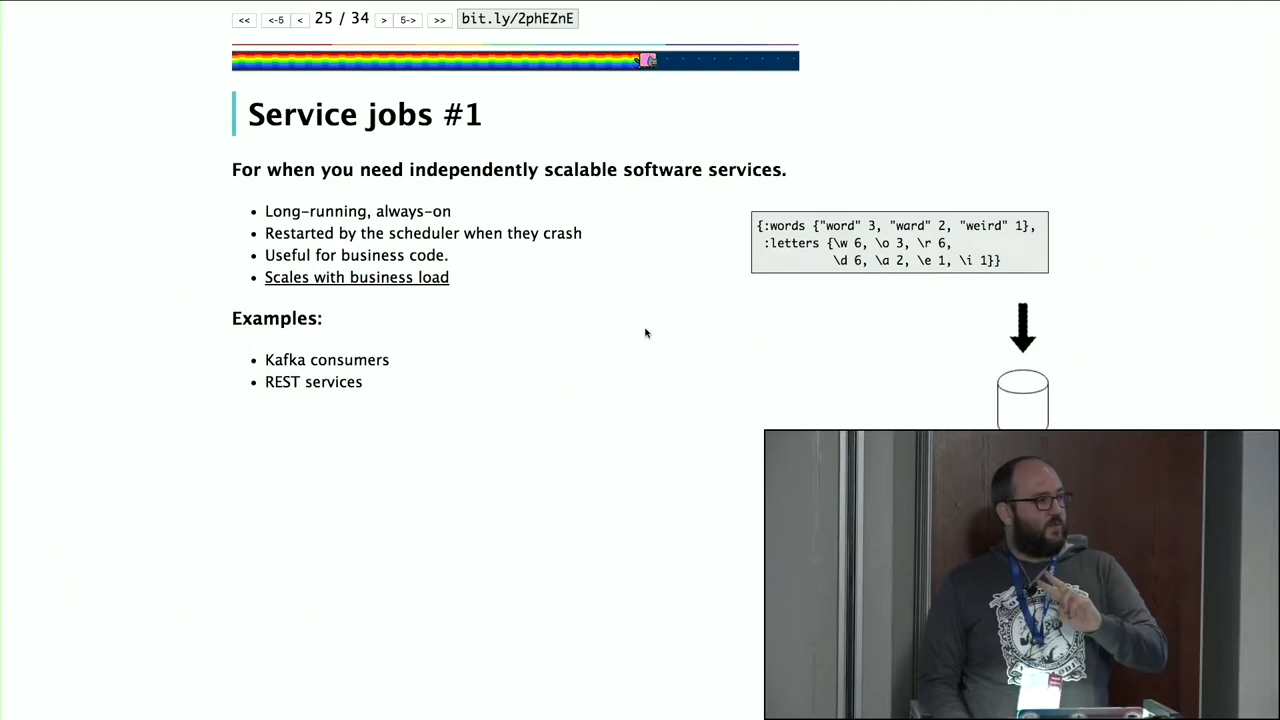 << <-5 < 25 / 34 > 5-> >> bit.ly/2phEZnE
Service jobs #1
For when you need independently scalable software services.
• Long-running, always-on
• Restarted by the scheduler when they crash
• Useful for business code.
• Scales with business load
Examples:
• Kafka consumers
• REST services
{:words {"word" 3, "ward" 2, "weird" 1},
:letters {\w 6, \o 3, \r 6,
\d 6, \a 2, \e 1, \i 1}}